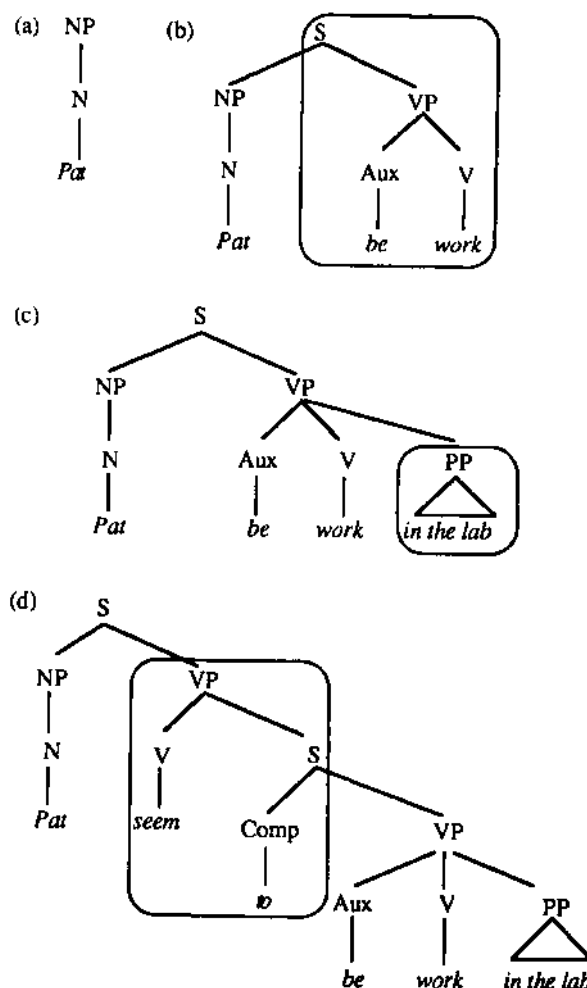 (a) NP
N
Pat
(b) S
NP VP
N Aux V
Pat be work
(c) S
NP VP
N Aux V PP
Pat be work in the lab
(d) S
NP VP
N V S
Pat seem Comp VP
to Aux V PP
be work in the lab